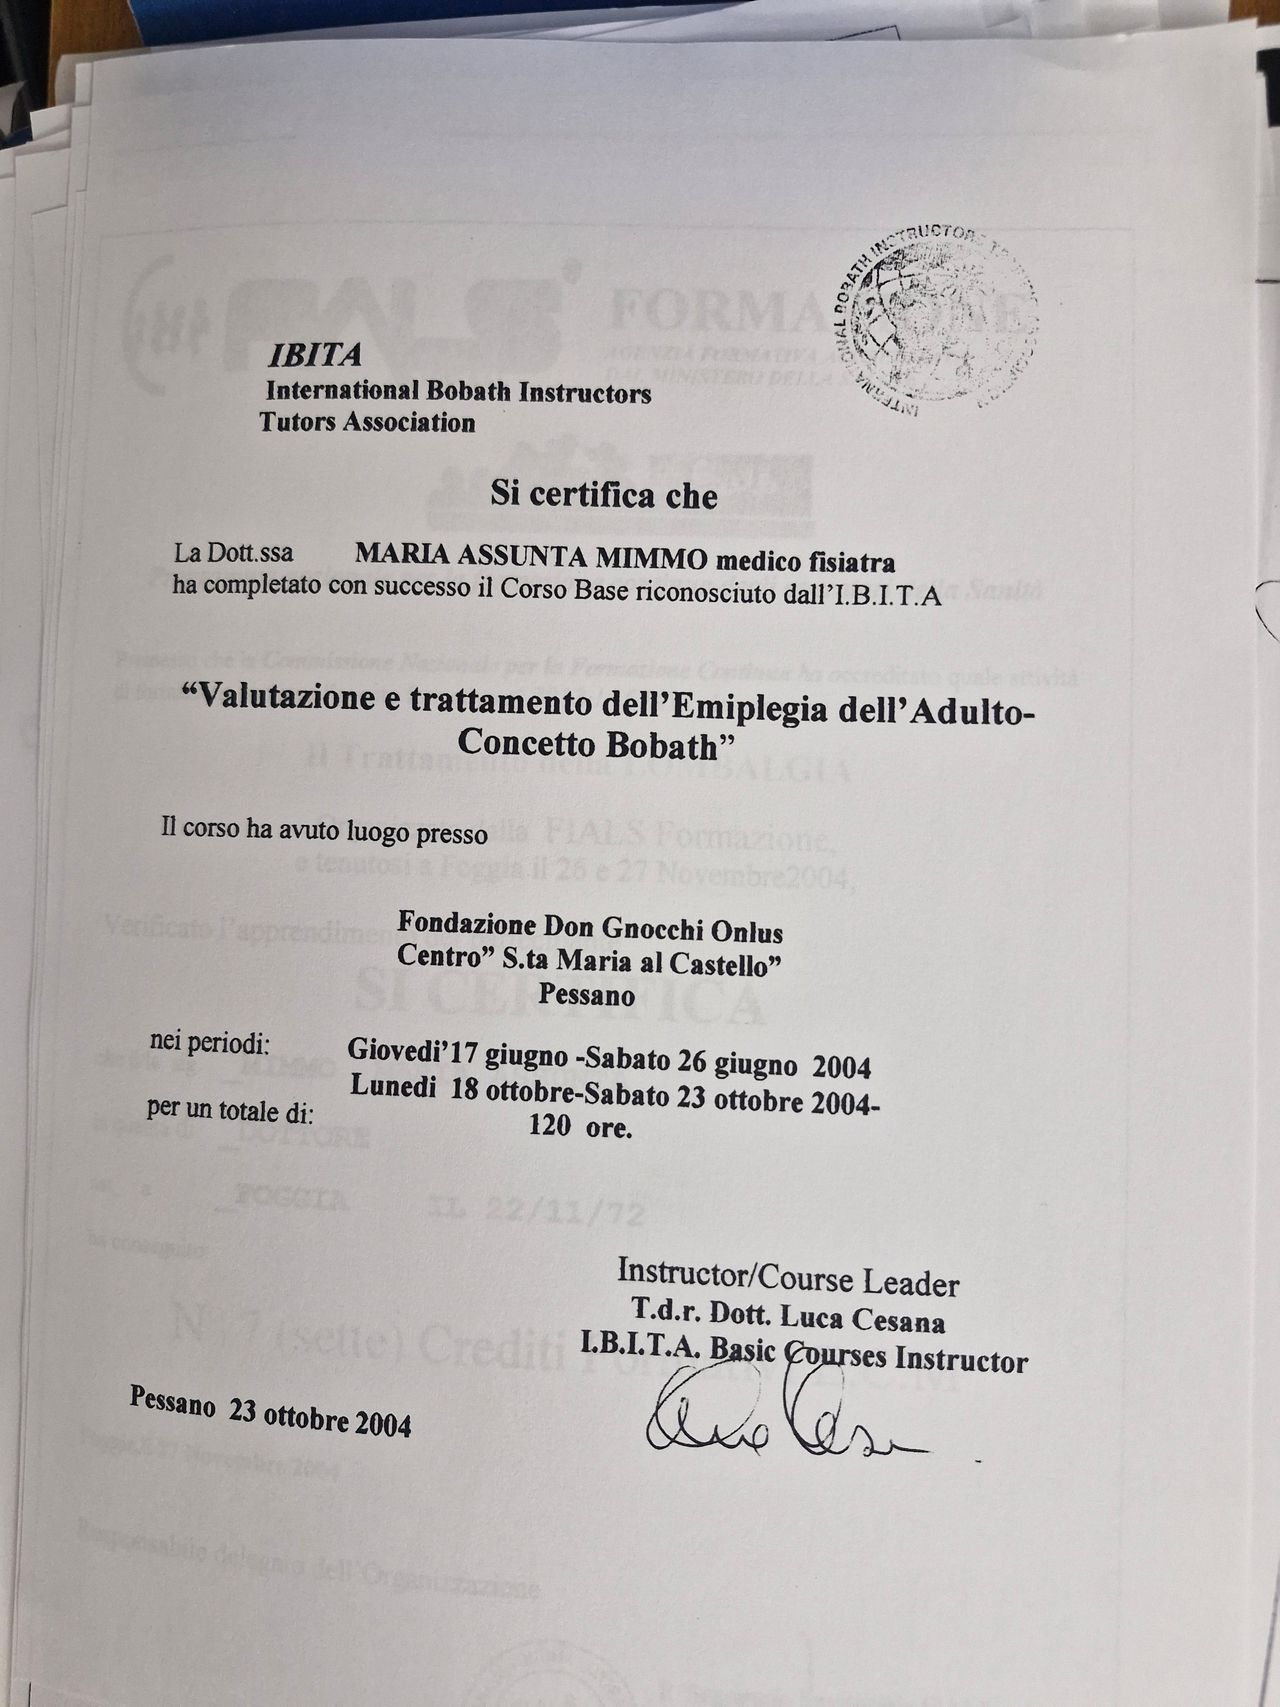 INTERNATIONAL BOBATH INSTRUCTORS
IBITA
International Bobath Instructors
Tutors Association
Si certifica che
La Dott.ssa MARIA ASSUNTA MIMMO medico fisiatra
ha completato con successo il Corso Base riconosciuto dall'I.B.I.T.A
“Valutazione e trattamento dell'Emiplegia dell'Adulto-
Concetto Bobath”
Il corso ha avuto luogo presso
Fondazione Don Gnocchi Onlus
Centro” S.ta Maria al Castello”
Pessano
nei periodi: Giovedi'17 giugno -Sabato 26 giugno 2004
Lunedi 18 ottobre-Sabato 23 ottobre 2004-
per un totale di: 120 ore.
Instructor/Course Leader
T.d.r. Dott. Luca Cesana
I.B.I.T.A. Basic Courses Instructor
Pessano 23 ottobre 2004